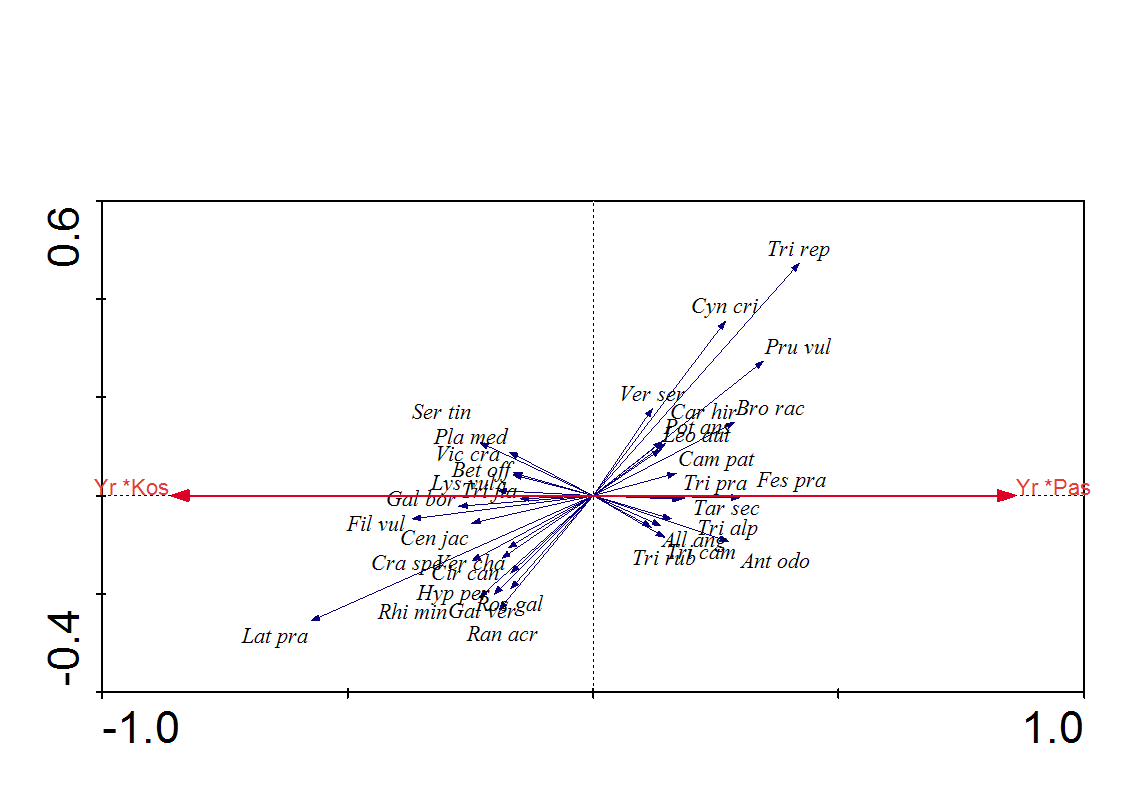 0.6
Tri rep
Cyn cri
Pru vul
Ver ser
Car hir
Bro rac
Ser tin
Pot ans
Leo aut
Pla med
Vic cra
Cam pat
Bet off
Tri pra
Fes pra
Yr *Kos
Yr *Pas
Lys vulg
Tri fla
Gal bor
Tar sec
Fil vul
Tri alp
Cen jac
All ang
Tri cam
Tri rub
Ant odo
Cra spe
Ver cha
Cir can
Hyp per
Ros gal
Rhi min
Gal ver
Ran acr
Lat pra
-0.4
-1.0
1.0